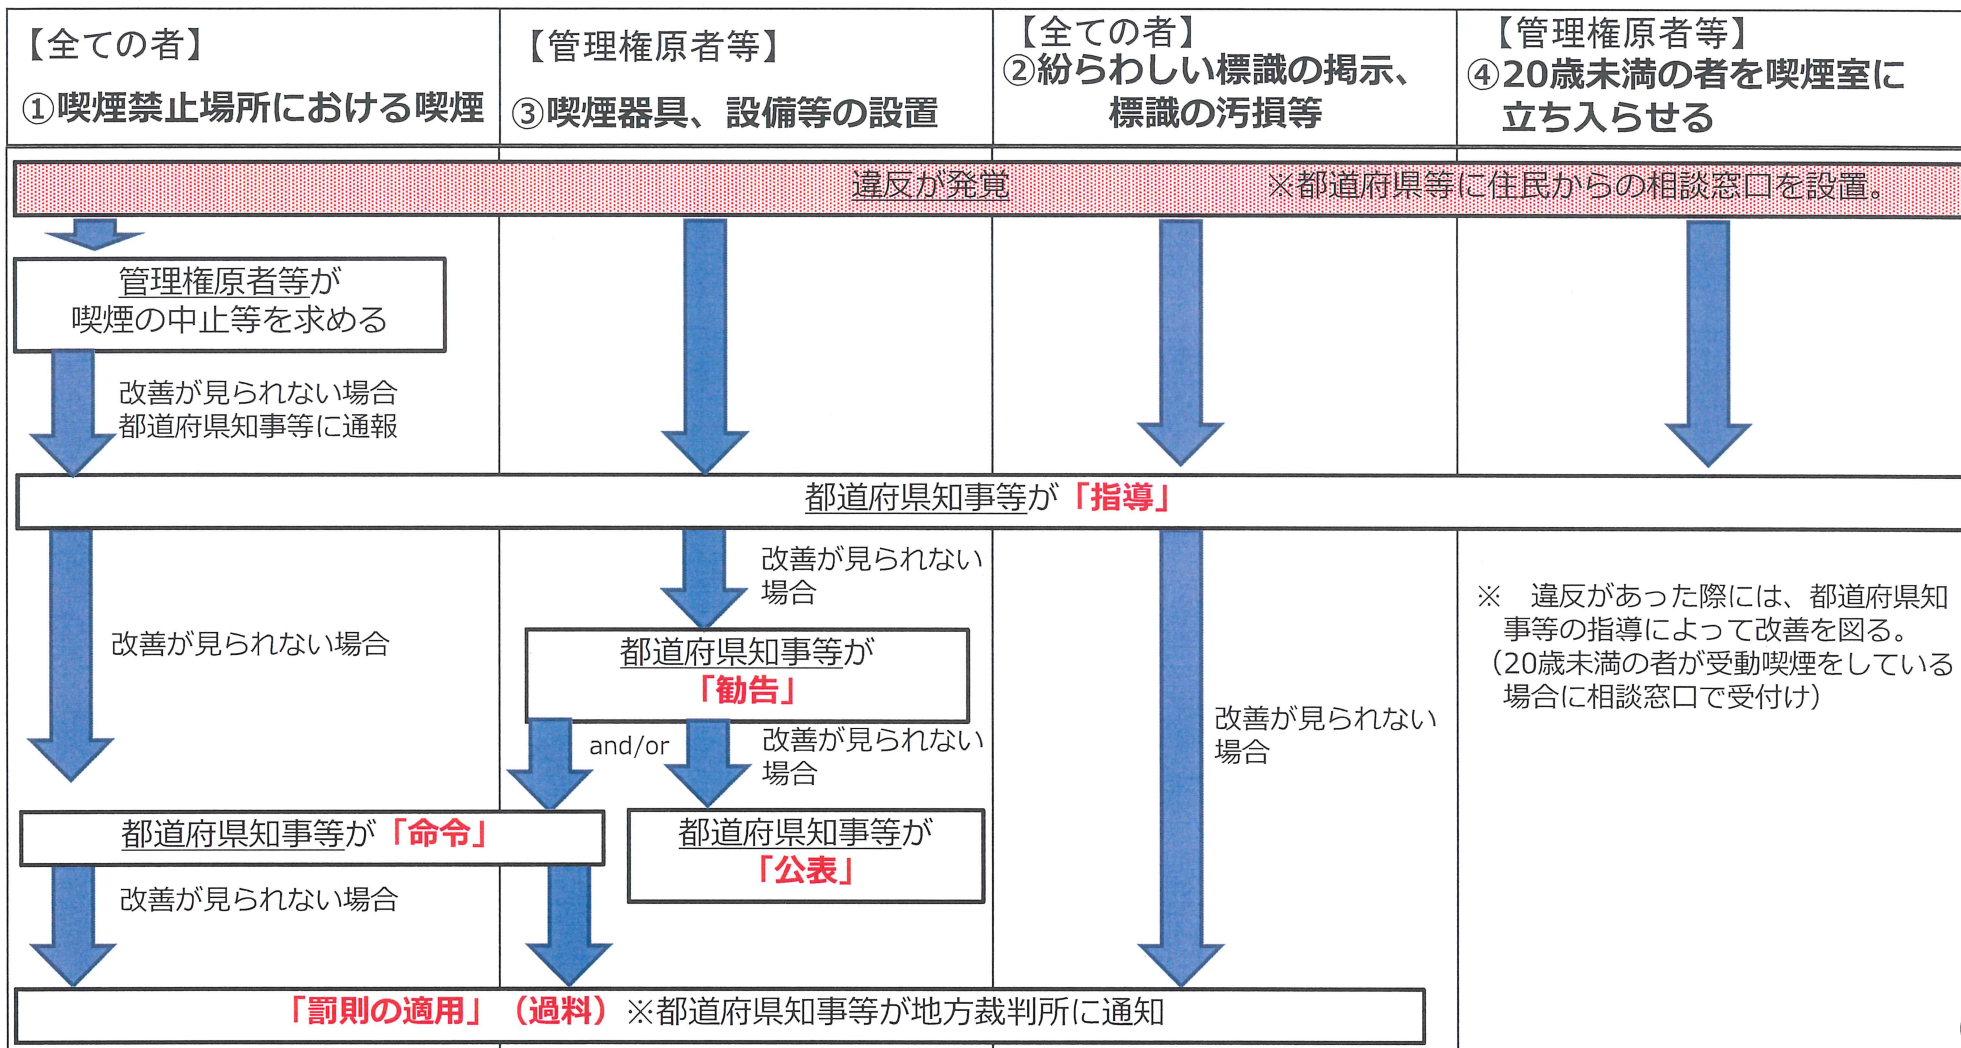 【全ての者】
①喫煙禁止場所における喫煙
【管理権原者等】
③喫煙器具、設備等の設置
【全ての者】
②紛らわしい標識の掲示、
標識の汚損等
【管理権原者等】
④20歳未満の者を喫煙室に
立ち入らせる
違反が発覚 ※都道府県等に住民からの相談窓口を設置。
管理権原者等が
喫煙の中止等を求める
改善が見られない場合
都道府県知事等に通報
都道府県知事等が「指導」
改善が見られない場合
改善が見られない
場合
都道府県知事等が
「勧告」
and/or
改善が見られない
場合
都道府県知事等が「命令」
都道府県知事等が
「公表」
改善が見られない場合
改善が見られない
場合
※ 違反があった際には、都道府県知
事等の指導によって改善を図る。
（20歳未満の者が受動喫煙をしている
場合に相談窓口で受付け）
「罰則の適用」（過料）※都道府県知事等が地方裁判所に通知